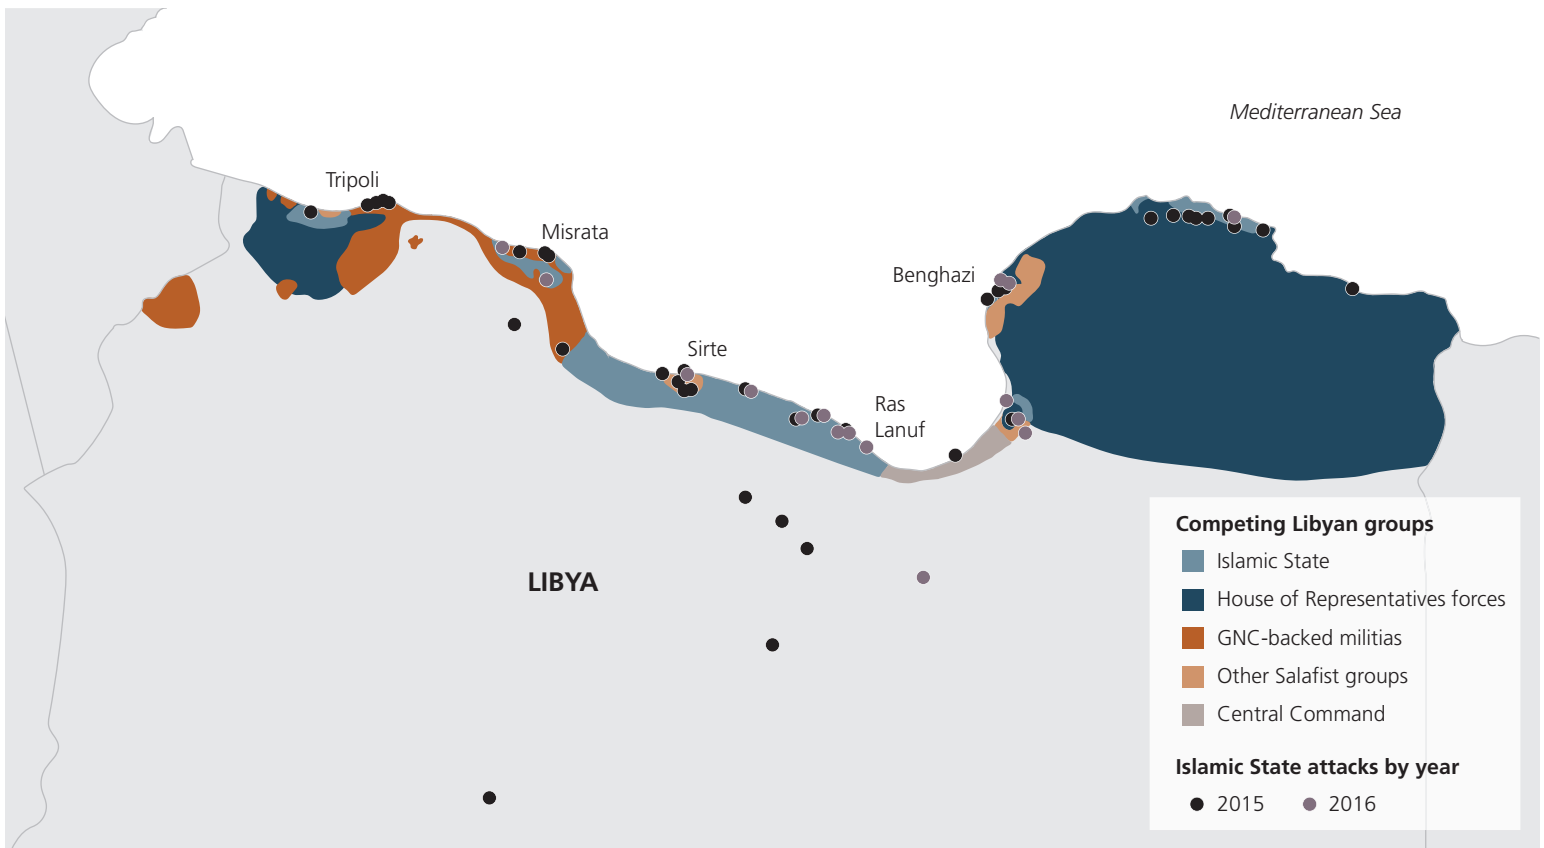 Mediterranean Sea
Tripoli
Misrata
Benghazi
Sirte
Ras
Lanuf
LIBYA
Competing Libyan groups
Islamic State
House of Representatives forces
GNC-backed militias
Other Salafist groups
Central Command
Islamic State attacks by year
2015 2016